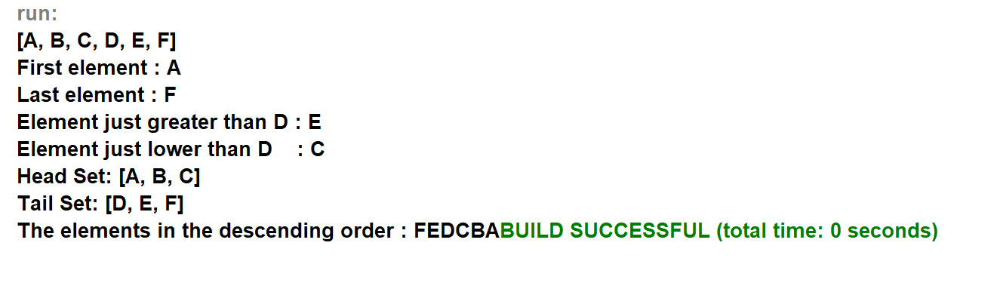 run:
[A, B, C, D, E, F]
First element : A
Last element : F
Element just greater than D : E
Element just lower than D    : C
Head Set: [A, B, C]
Tail Set: [D, E, F]
The elements in the descending order : FEDCBABUILD SUCCESSFUL (total time: 0 seconds)